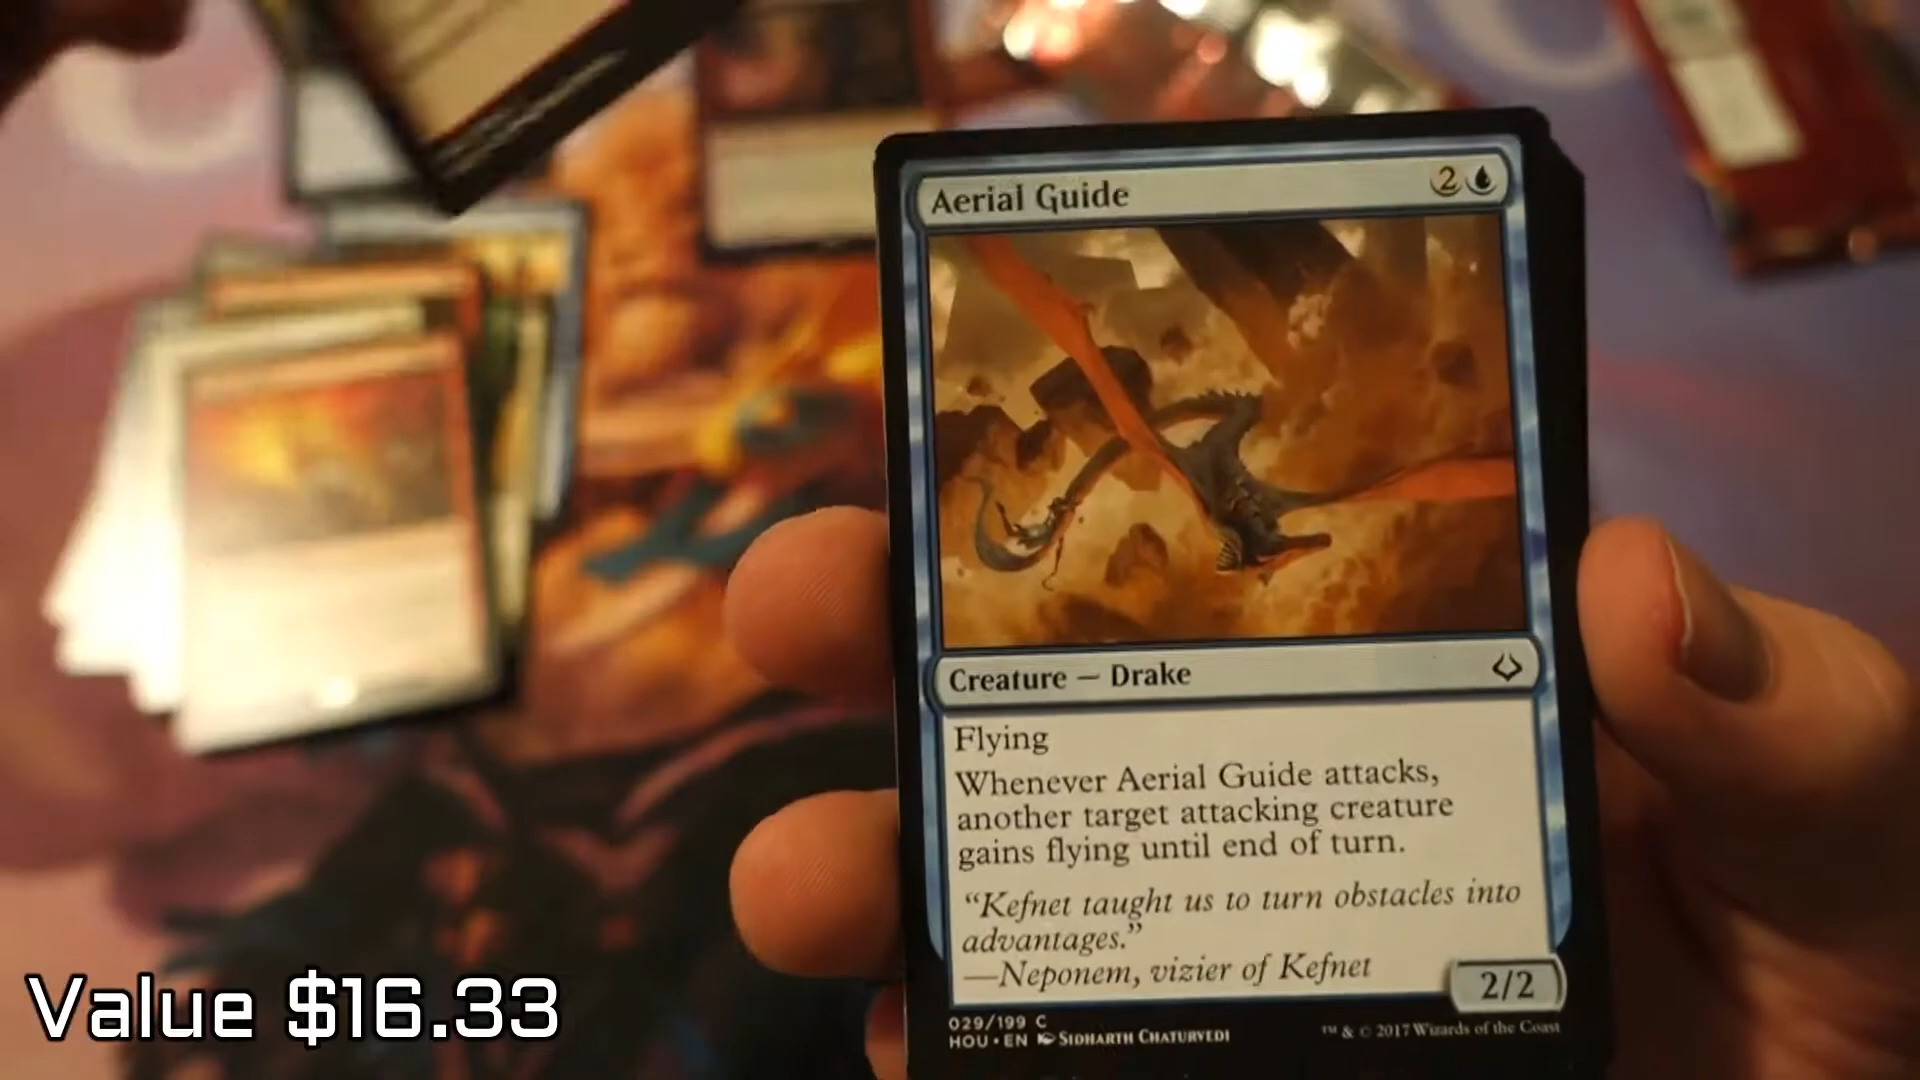 Aerial Guide 2
Creature — Drake
Flying
Whenever Aerial Guide attacks,
another target attacking creature
gains flying until end of turn.
“Kefnet taught us to turn obstacles into
advantages.”
—Neponem, vizier of Kefnet
2/2
029/199 C
HOU • EN SIDHARTH CHATURVEDI
™ & © 2017 Wizards of the Coast
Value $16.33